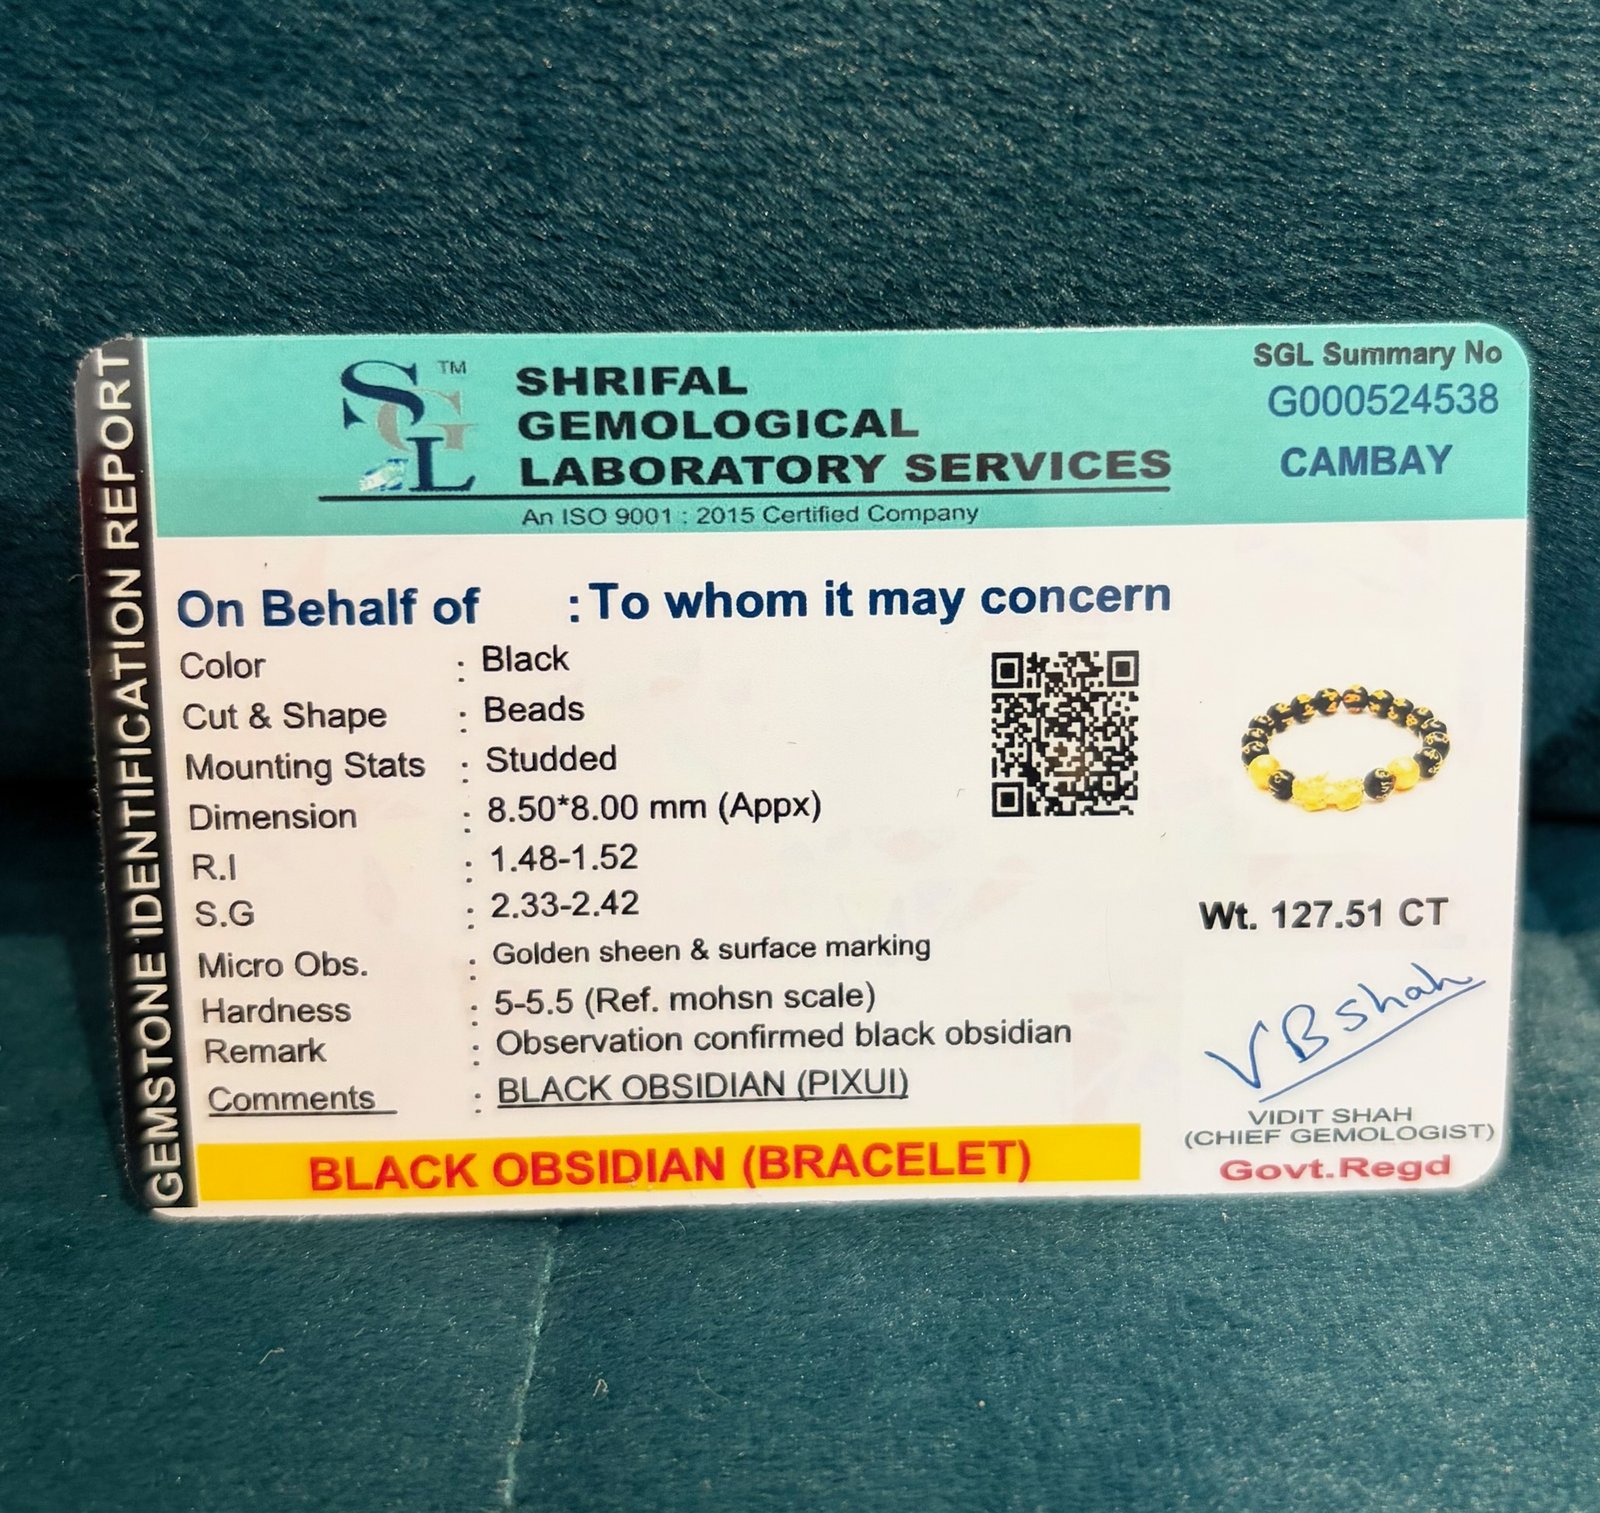 GEMSTONE IDENTIFICATION REPORT
SGL TM
SHRIFAL
GEMOLOGICAL
LABORATORY SERVICES
An ISO 9001 : 2015 Certified Company
SGL Summary No
G000524538
CAMBAY
On Behalf of : To whom it may concern
Color : Black
Cut & Shape : Beads
Mounting Stats : Studded
Dimension : 8.50*8.00 mm (Appx)
R.I : 1.48-1.52
S.G : 2.33-2.42
Micro Obs. : Golden sheen & surface marking
Hardness : 5-5.5 (Ref. mohsn scale)
Remark : Observation confirmed black obsidian
Comments : BLACK OBSIDIAN (PIXUI)
BLACK OBSIDIAN (BRACELET)
Wt. 127.51 CT
VBshah
VIDIT SHAH
(CHIEF GEMOLOGIST)
Govt.Regd